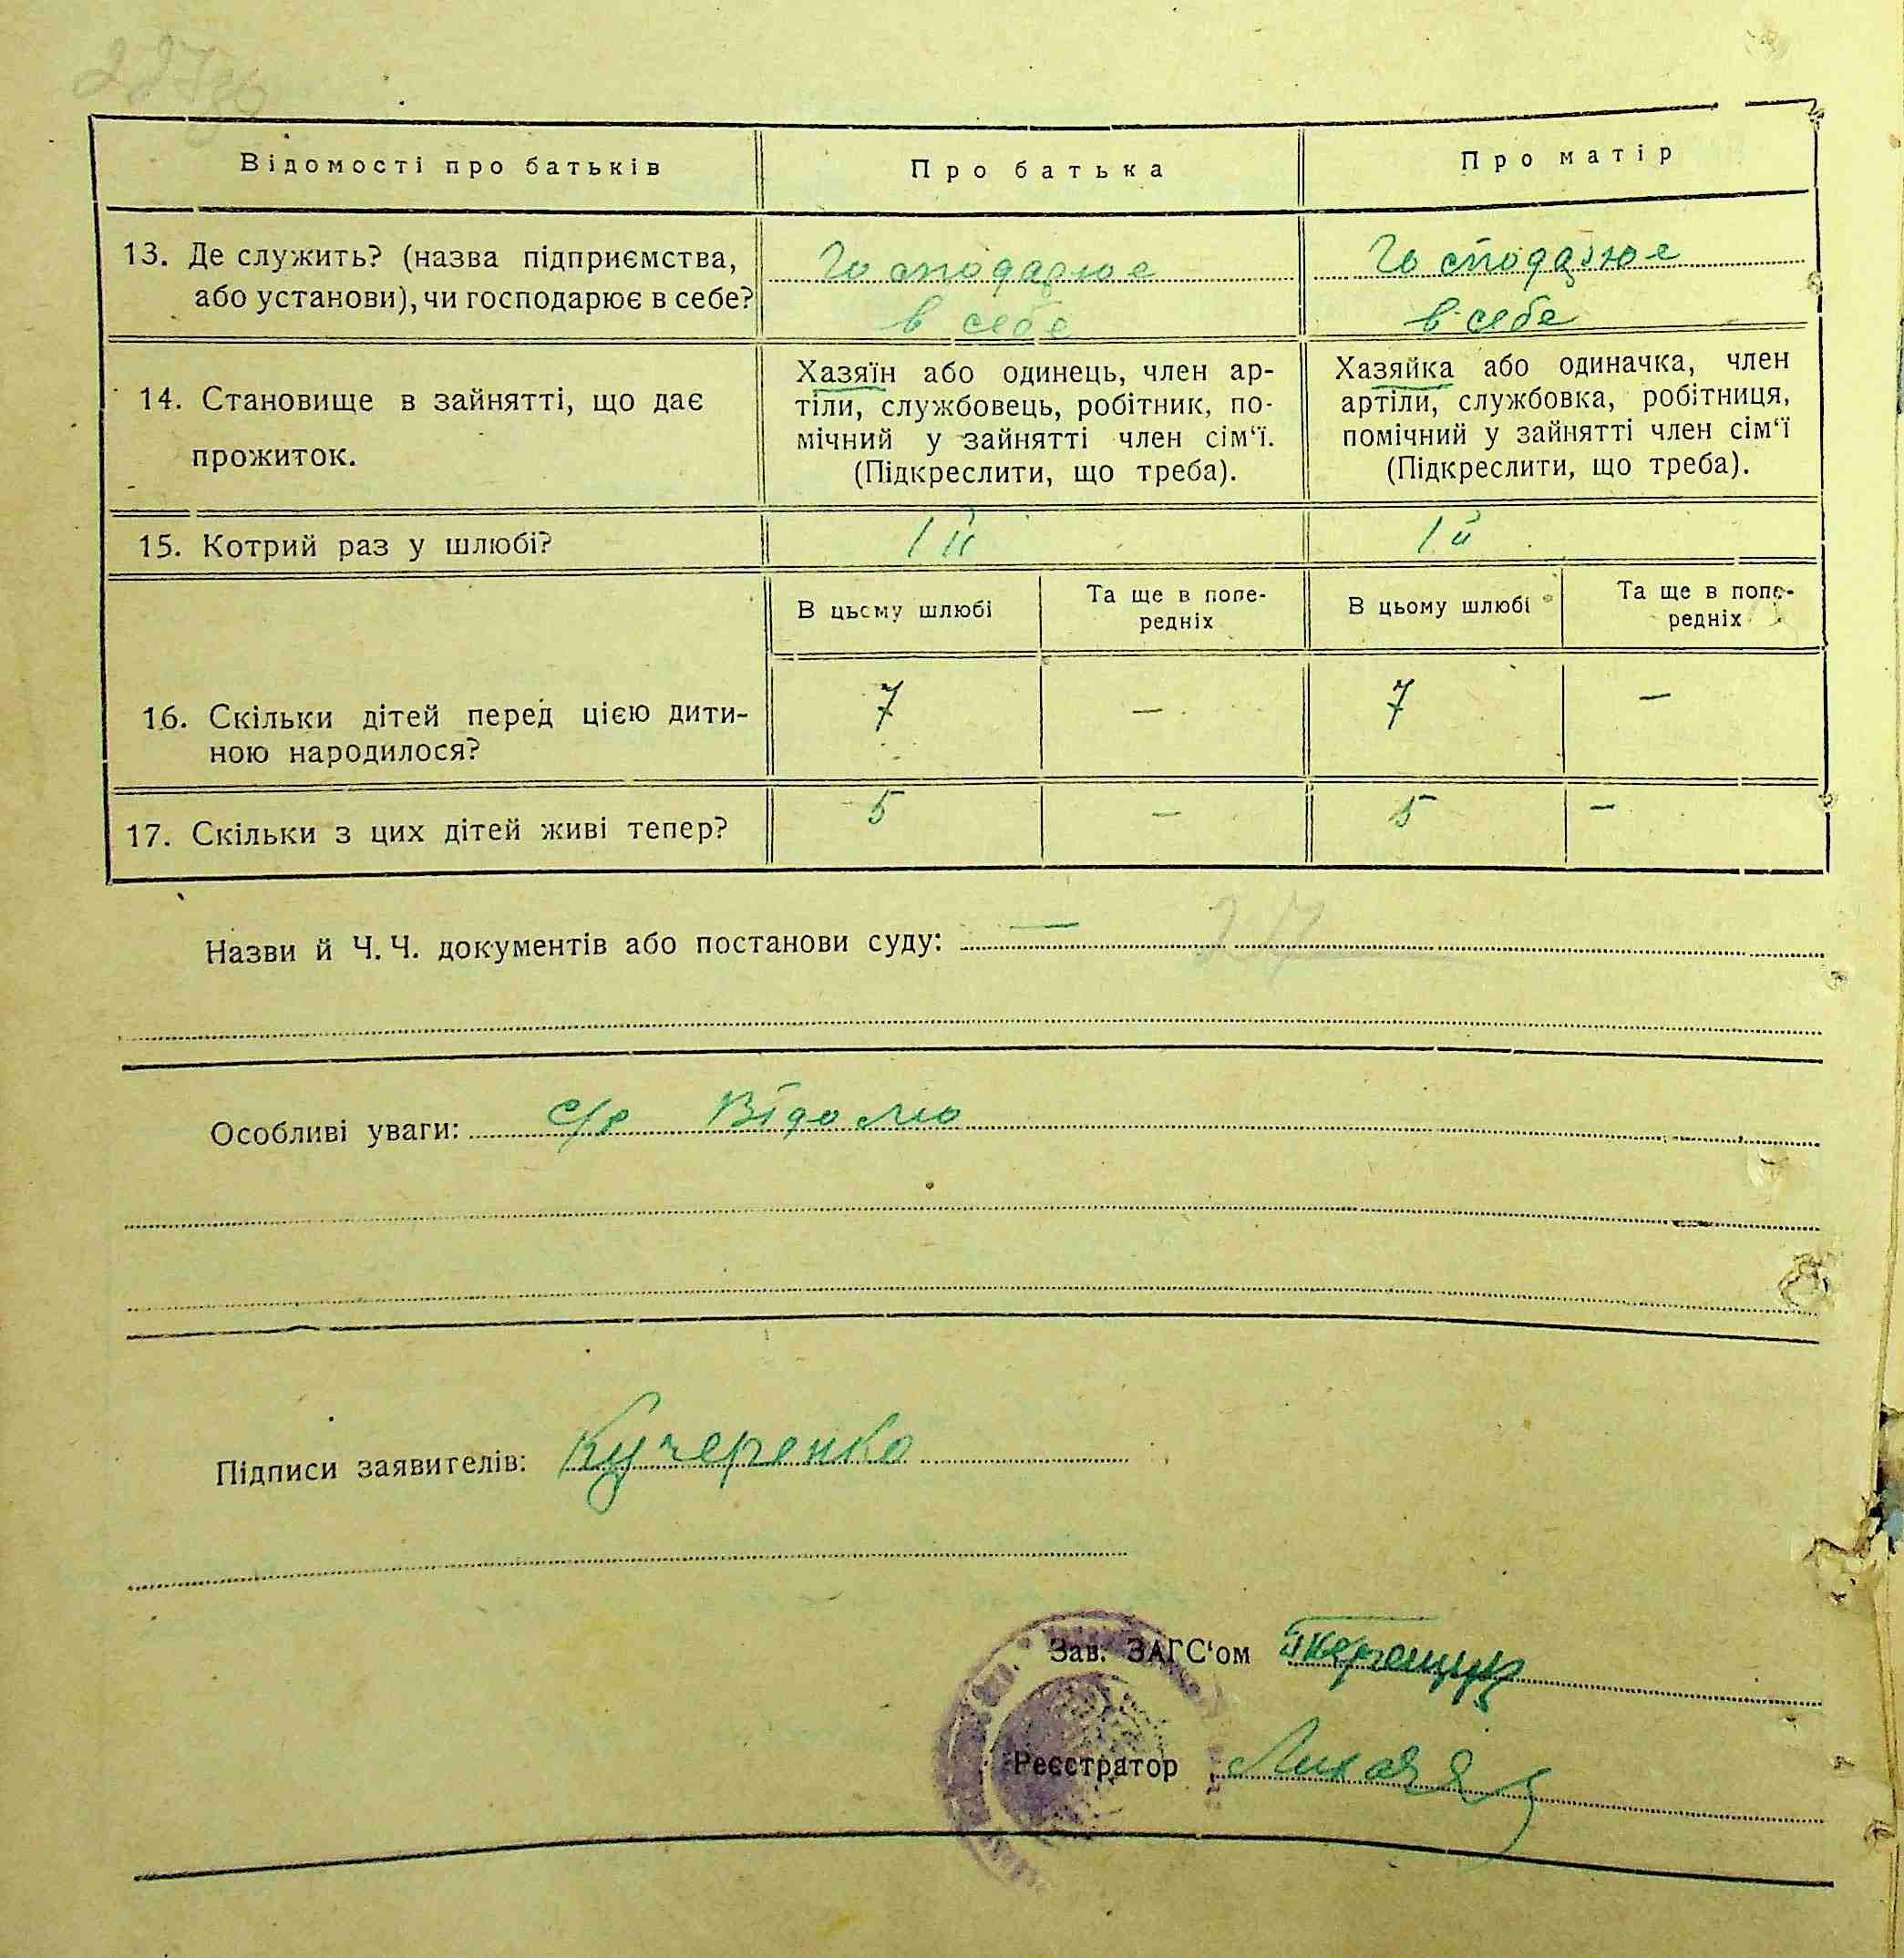 Відомості про батьків
Про батька
Про матір
13. Де служить? (назва підприємства,
або установи), чи господарює в себе?
Господарює
в себе
Господарює
в себе
14. Становище в зайнятті, що дає
прожиток.
Хазяїн або одинець, член ар-
тіли, службовець, робітник, по-
мічний у зайнятті член сім‘ї.
(Підкреслити, що треба).
Хазяйка або одиначка, член
артіли, службовка, робітниця,
помічний у зайнятті член сім‘ї
(Підкреслити, що треба).
15. Котрий раз у шлюбі?
1й
1й
В цьому шлюбі
Та ще в попе-
редніх
В цьому шлюбі
Та ще в попе-
редніх
16. Скільки дітей перед цією дити-
ною народилося?
7 — 7 —
17. Скільки з цих дітей живі тепер?
5 — 5 —
Назви й Ч. Ч. документів або постанови суду: — 27
Особливі уваги: с/р Відомо
Підписи заявителів: Кучеренко
Зав. ЗАГС‘ом
Реєстратор